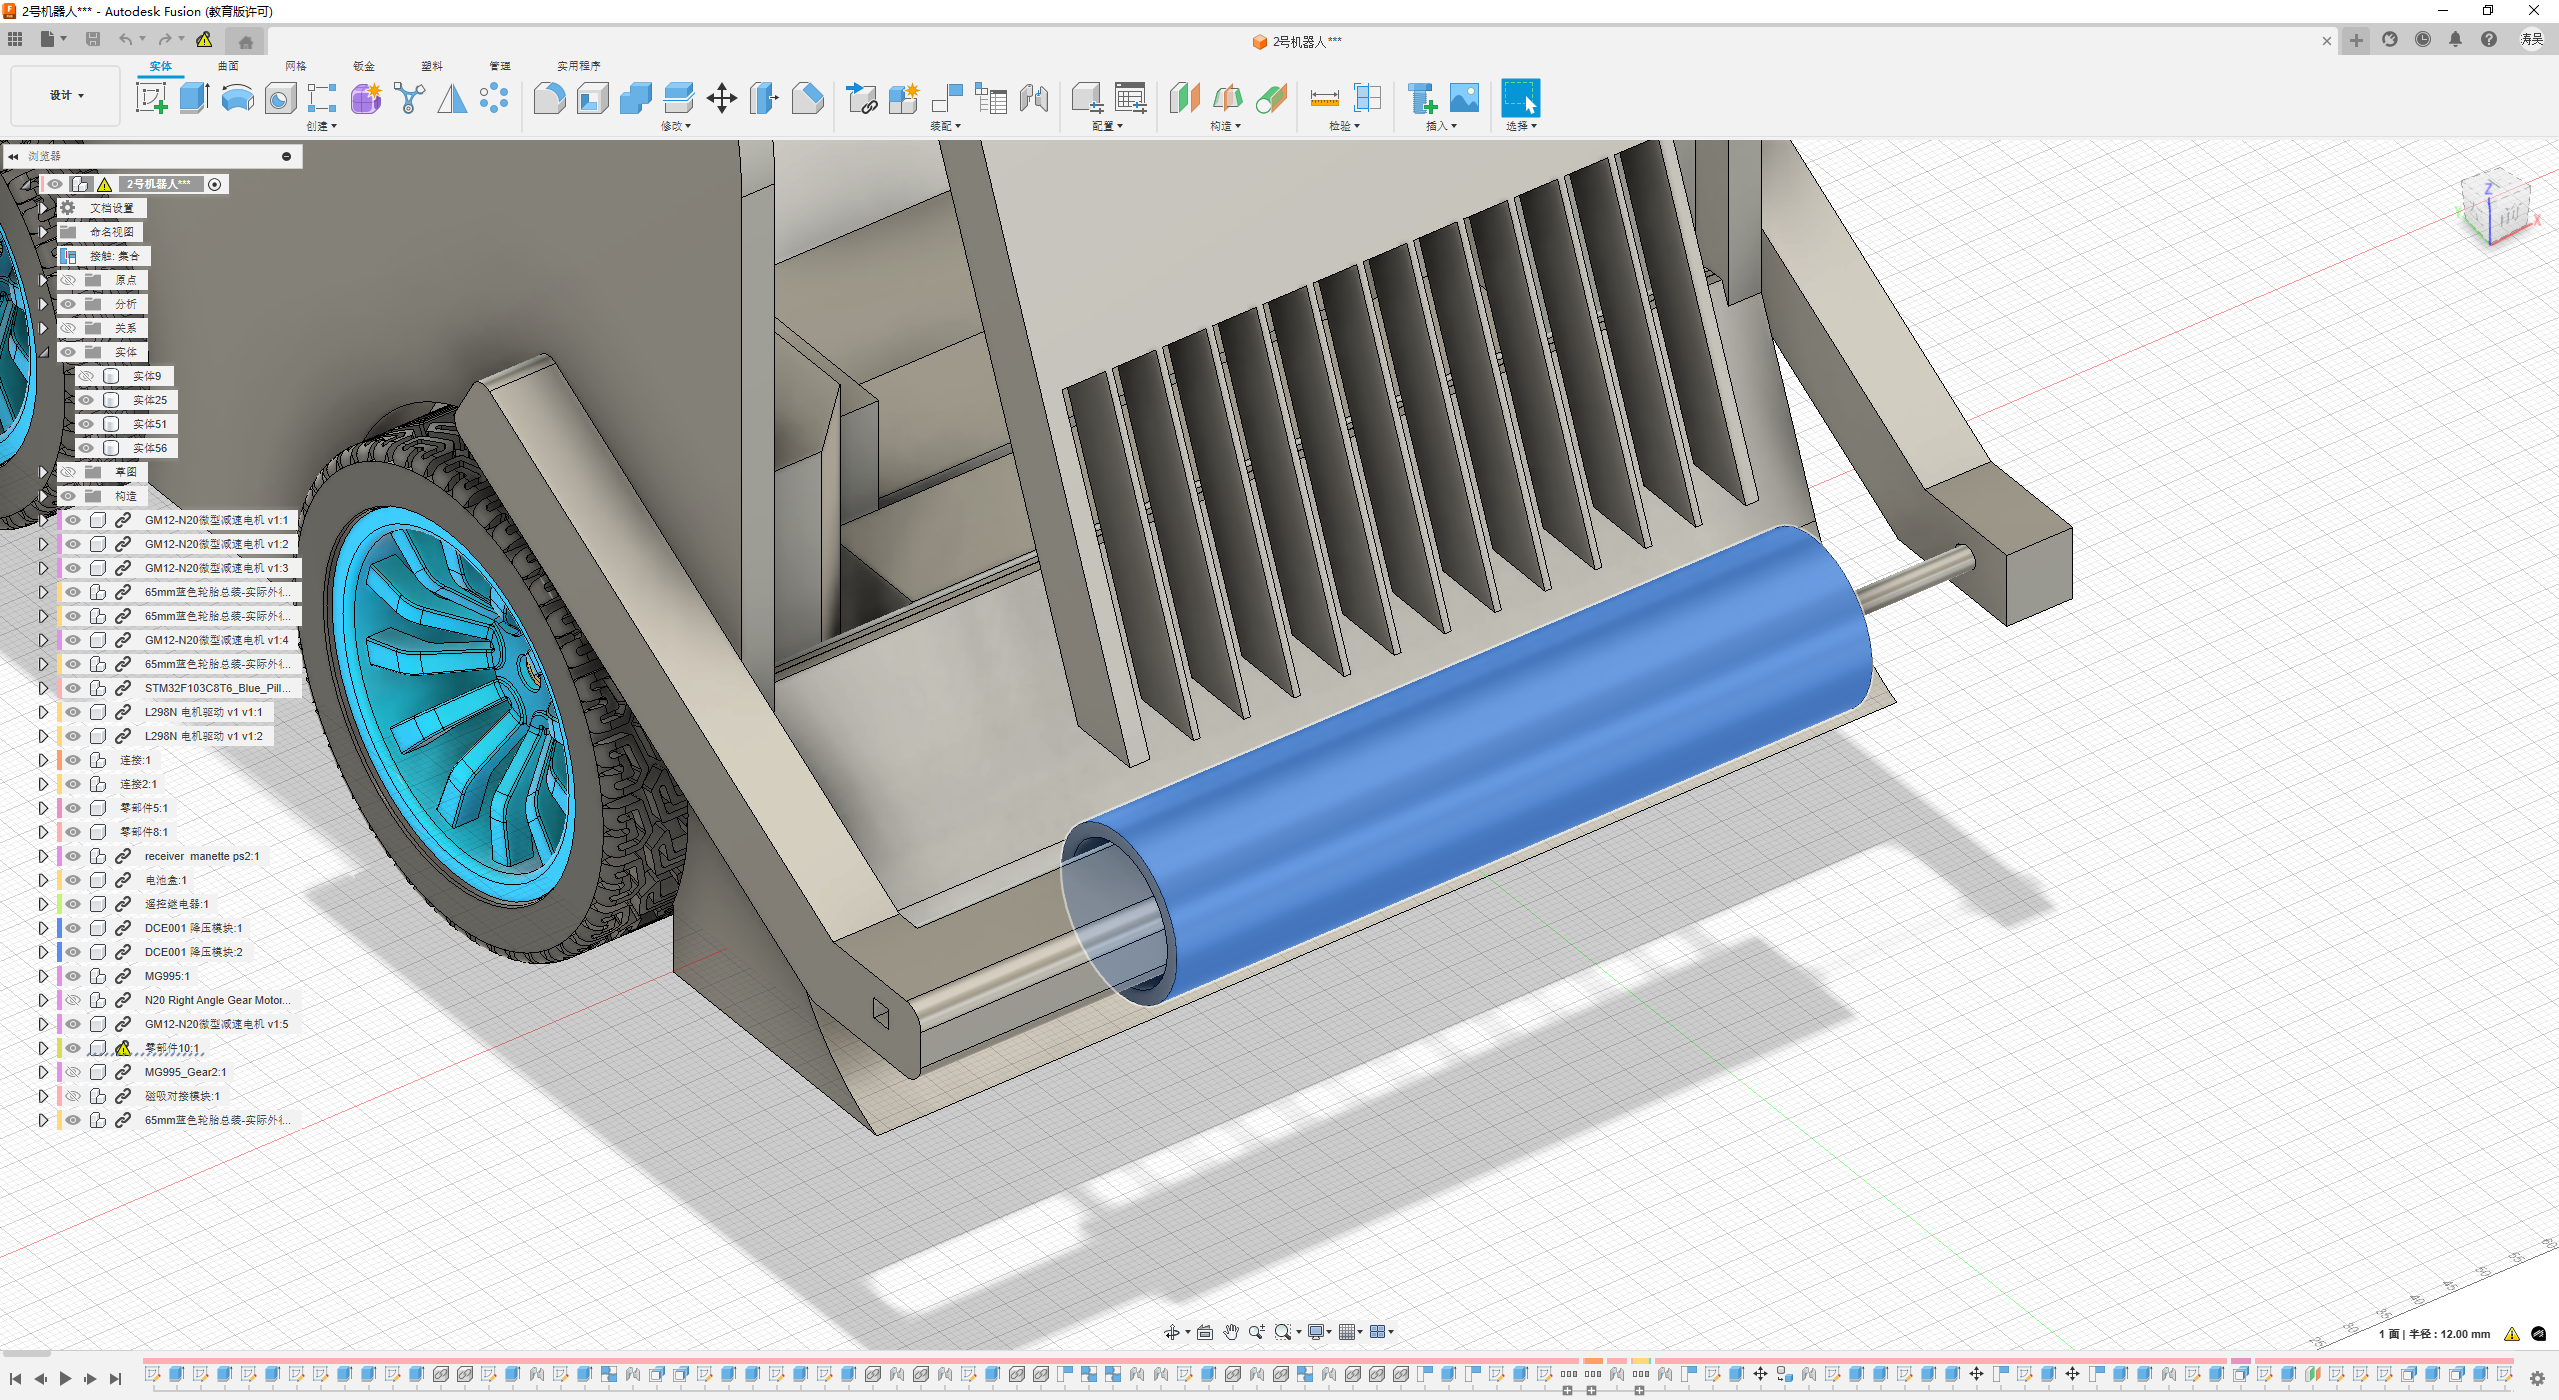 2号机器人*** - Autodesk Fusion (教育版许可)
2号机器人***
涛吴
设计
实体 曲面 网格 钣金 塑料 管理 实用程序
创建 修改 装配 配置 构造 检验 插入 选择
浏览器
2号机器人***
文档设置
命名视图
接触: 集合
原点
分析
关系
实体
实体9
实体25
实体51
实体56
草图
构造
GM12-N20微型减速电机 v1:1
GM12-N20微型减速电机 v1:2
GM12-N20微型减速电机 v1:3
65mm蓝色轮胎总装-实际外径...
65mm蓝色轮胎总装-实际外径...
GM12-N20微型减速电机 v1:4
65mm蓝色轮胎总装-实际外径...
STM32F103C8T6_Blue_Pill...
L298N 电机驱动 v1 v1:1
L298N 电机驱动 v1 v1:2
连接:1
连接2:1
零部件5:1
零部件8:1
receiver manette ps2:1
电池盒:1
遥控继电器:1
DCE001 降压模块:1
DCE001 降压模块:2
MG995:1
N20 Right Angle Gear Motor...
GM12-N20微型减速电机 v1:5
零部件10:1
MG995_Gear2:1
磁吸对接模块:1
65mm蓝色轮胎总装-实际外径...
Z
Y
X
60
55
50
45
40
35
30
25
1 面 | 半径 : 12.00 mm